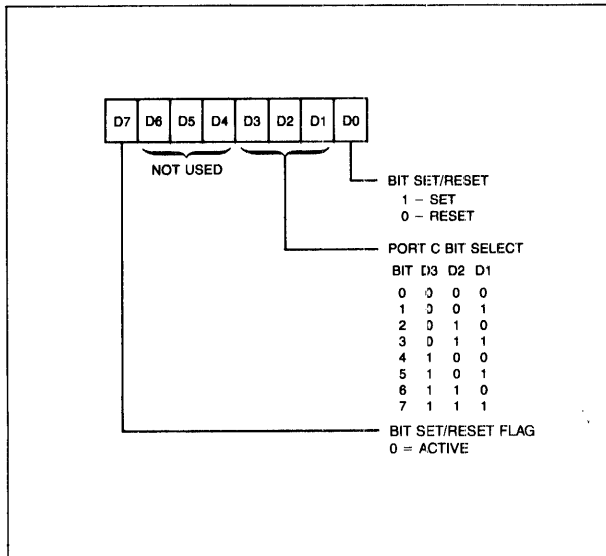 D7 D6 D5 D4 D3 D2 D1 D0
NOT USED
BIT SET/RESET
1 – SET
0 – RESET
PORT C BIT SELECT
BIT D3 D2 D1
0 0 0 0
1 0 0 1
2 0 1 0
3 0 1 1
4 1 0 0
5 1 0 1
6 1 1 0
7 1 1 1
BIT SET/RESET FLAG
0 = ACTIVE